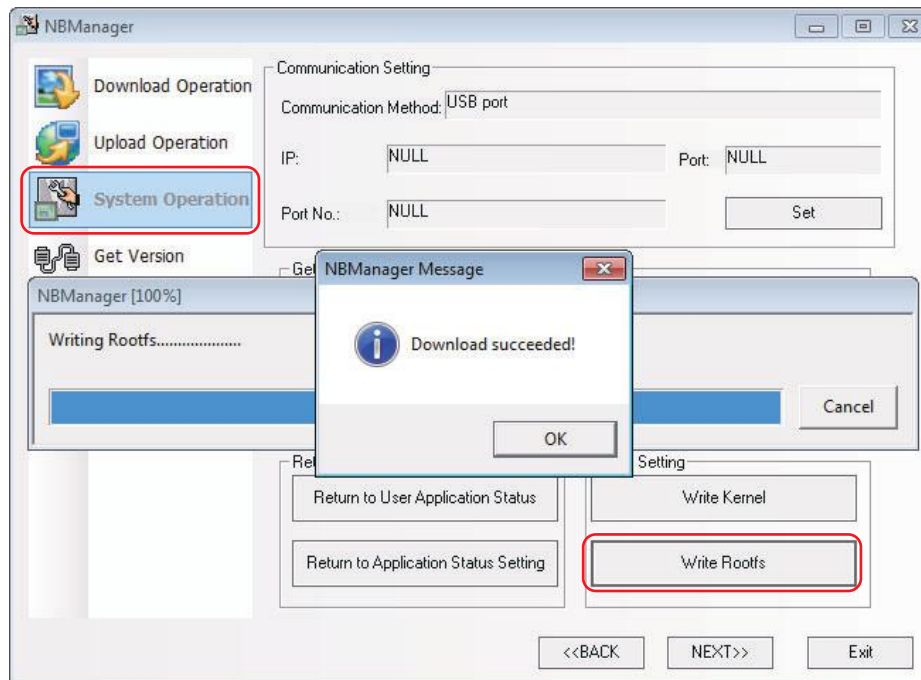 NBManager
Download Operation
Upload Operation
System Operation
Get Version
Communication Setting
Communication Method: USB port
IP: NULL Port: NULL
Port No.: NULL Set
NBManager [100%]
Writing Rootfs....................
Cancel
NBManager Message
Download succeeded!
OK
Setting
Return to User Application Status Write Kernel
Return to Application Status Setting Write Rootfs
<<BACK NEXT>> Exit